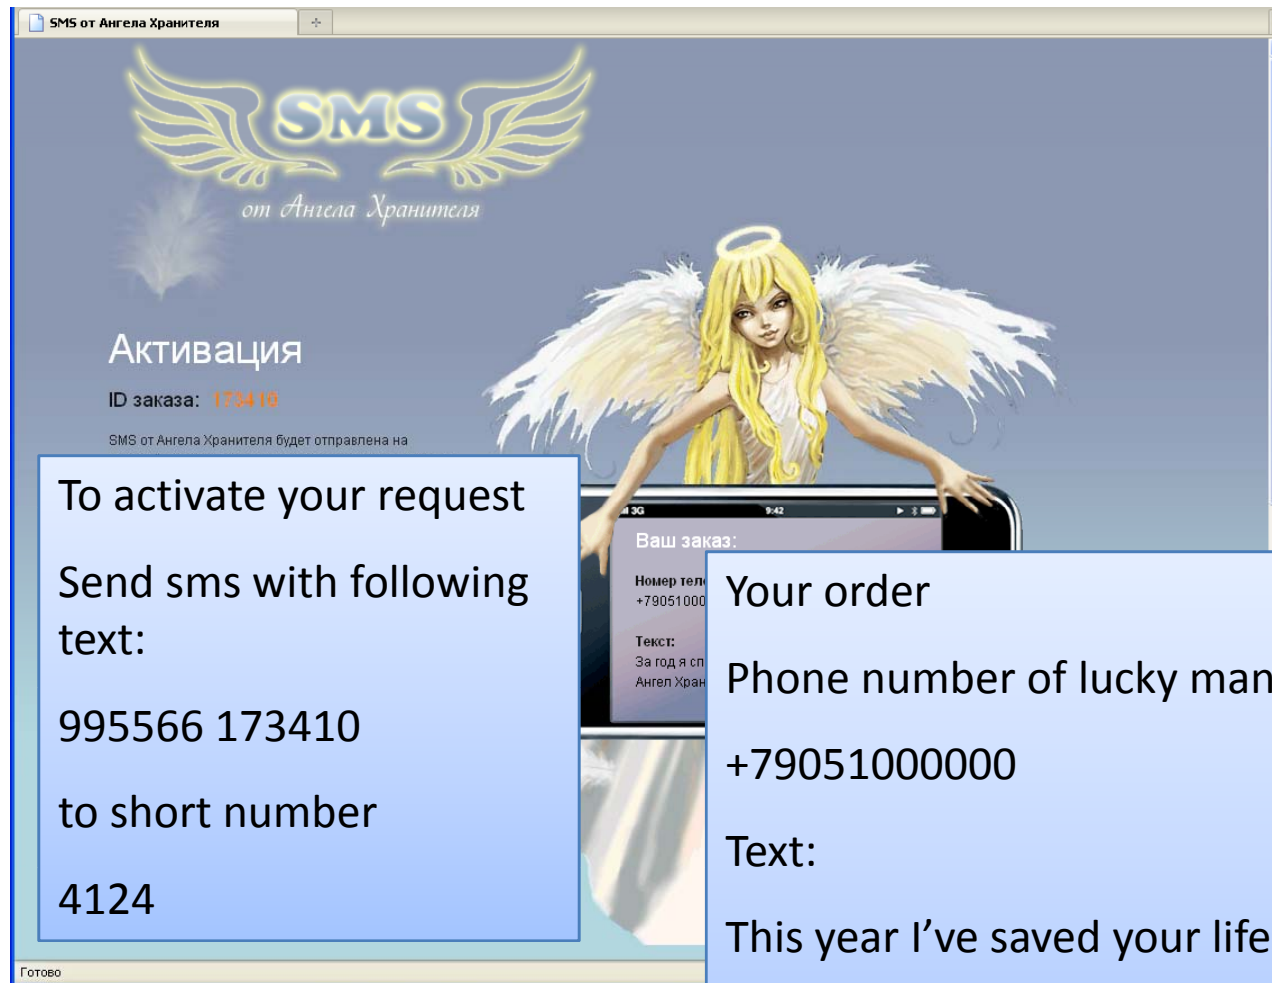 SMS от Ангела Хранителя
SMS
от Ангела Хранителя
Активация
ID заказа: 173410
SMS от Ангела Хранителя будет отправлена на
To activate your request
Send sms with following
text:
995566 173410
to short number
4124
3G 9:42
Ваш заказ:
Номер
+79051000
Текст:
За год я
Ангел
Your order
Phone number of lucky man
+79051000000
Text:
This year I’ve saved your life
Готово